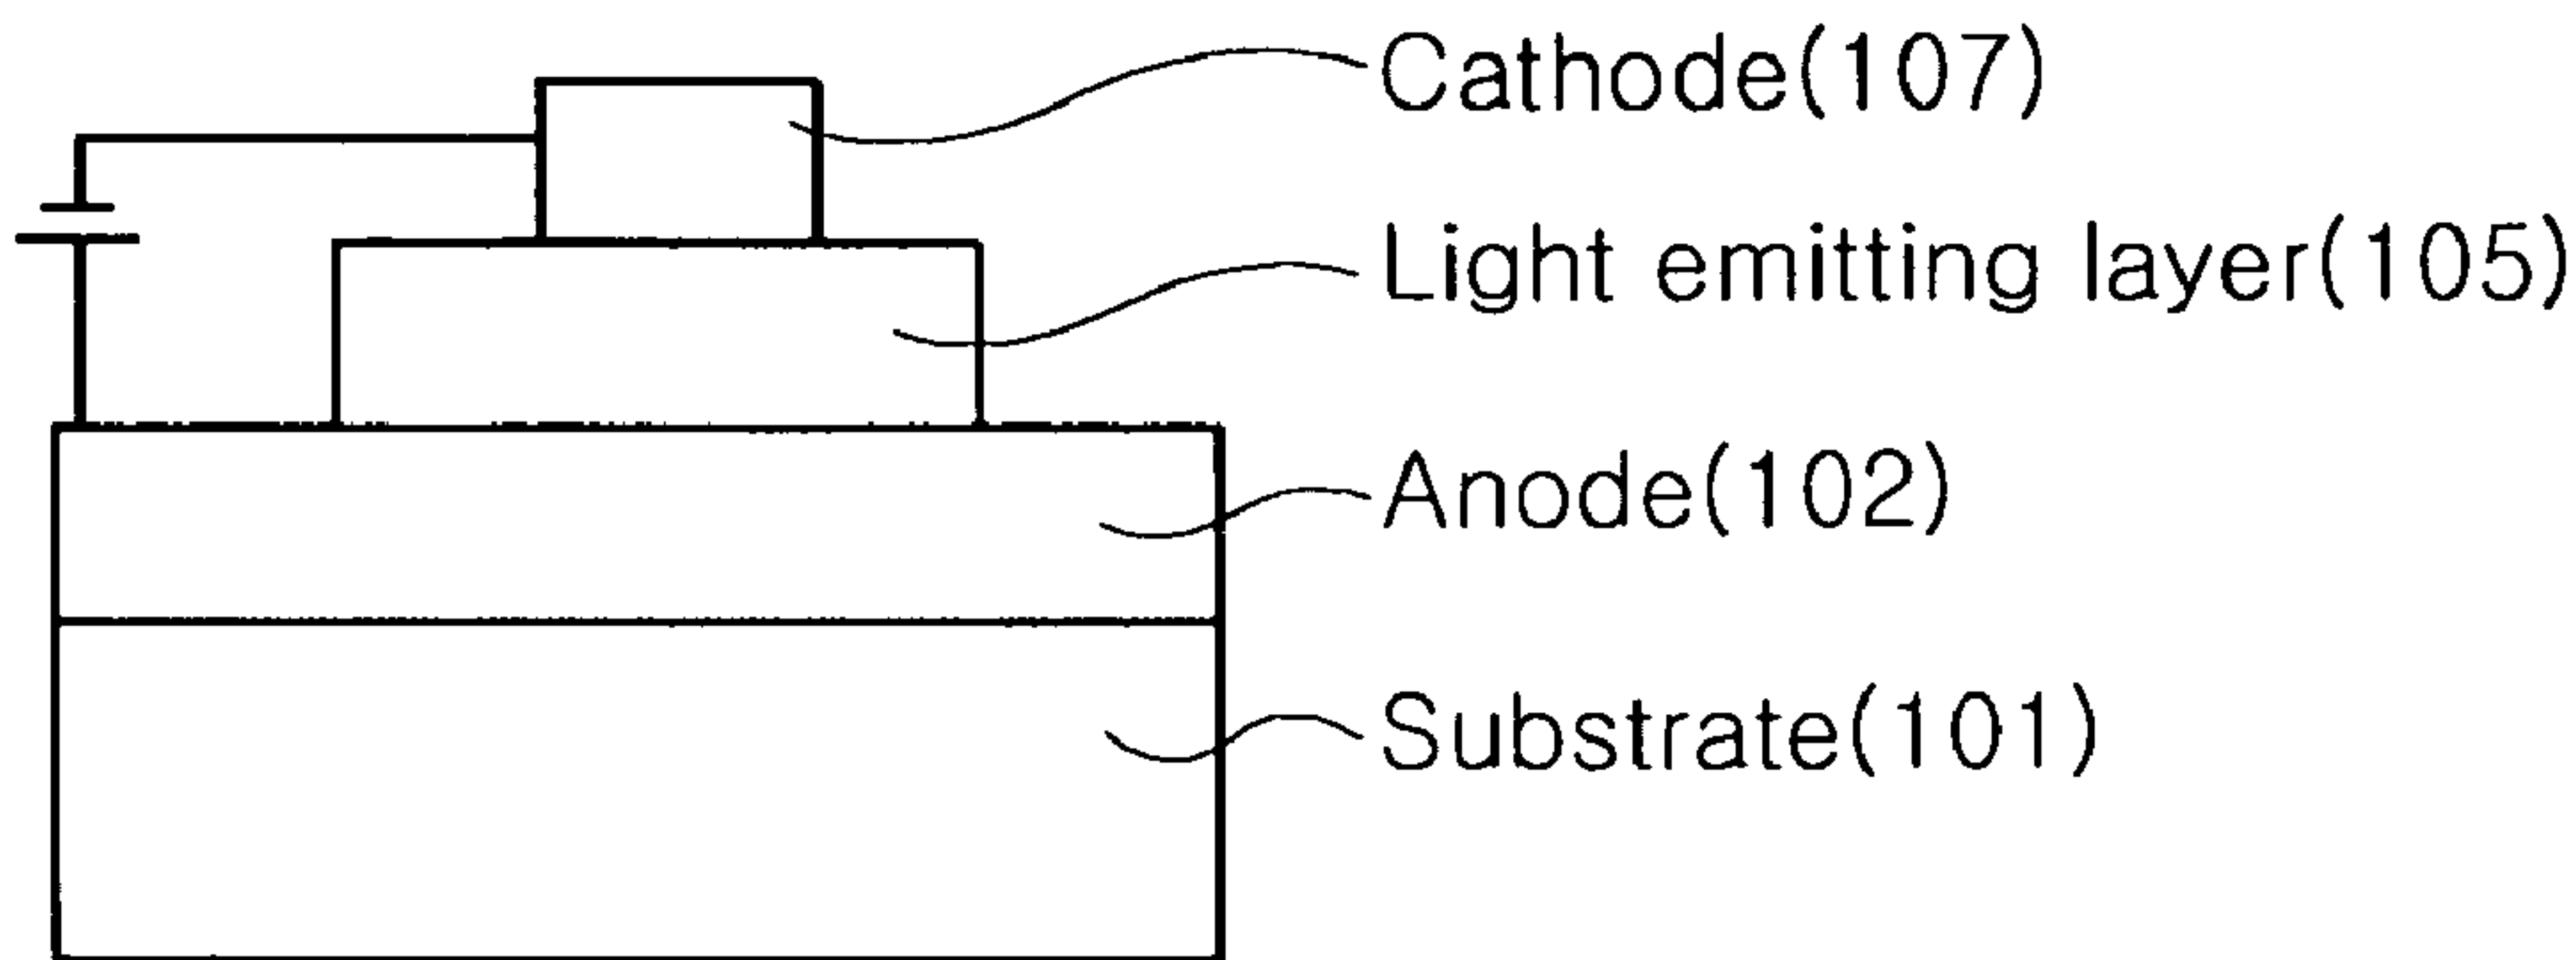 Cathode(107)
Light emitting layer(105)
Anode(102)
Substrate(101)